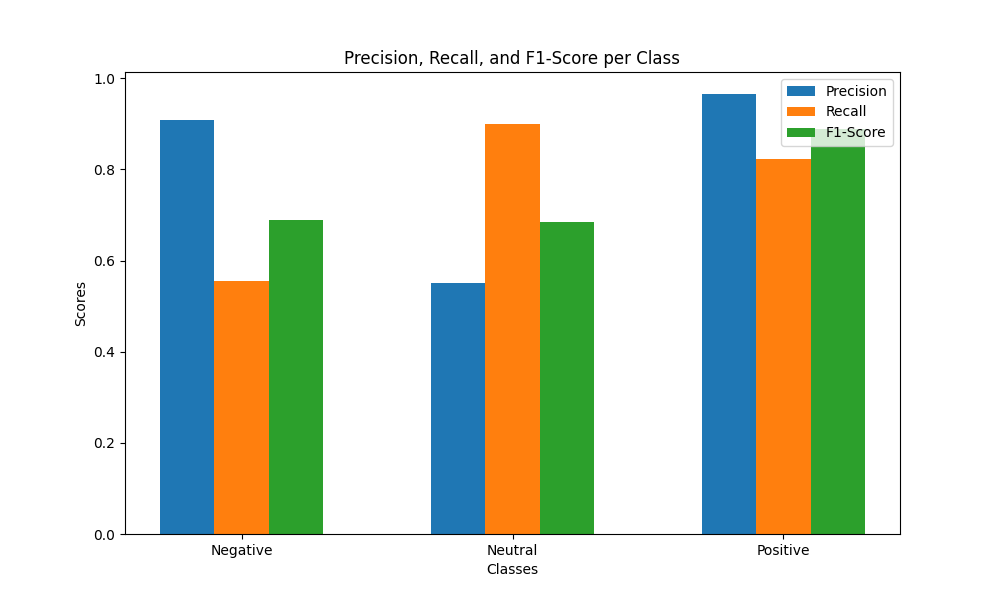 Precision, Recall, and F1-Score per Class
Precision
Recall
F1-Score
Scores
1.0
0.8
0.6
0.4
0.2
0.0
Negative
Neutral
Positive
Classes